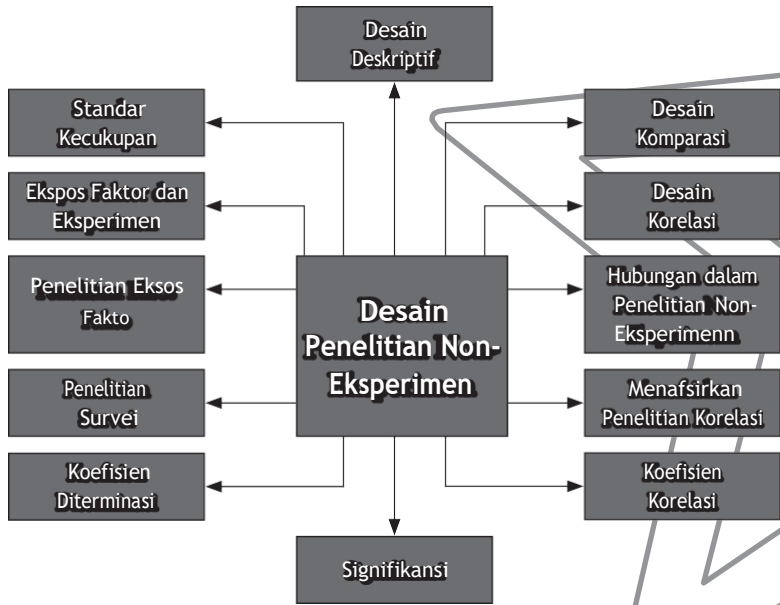 Desain
Deskriptif
Standar
Kecukupan
Desain
Komparasi
Ekspos Faktor dan
Eksperimen
Desain
Korelasi
Penelitian Eksos
Fakto
Desain
Penelitian Non-
Eksperimen
Hubungan dalam
Penelitian Non-
Eksperimenn
Penelitian
Survei
Menafsirkan
Penelitian Korelasi
Koefisien
Diterminasi
Koefisien
Korelasi
Signifikansi